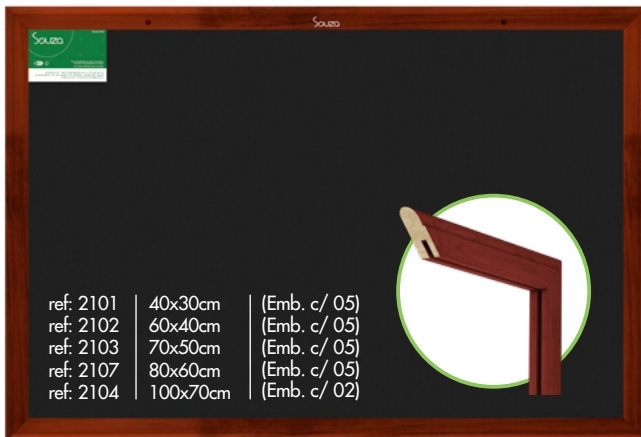 Souza
Souza
ref: 2101 40x30cm (Emb. c/ 05)
ref: 2102 60x40cm (Emb. c/ 05)
ref: 2103 70x50cm (Emb. c/ 05)
ref: 2107 80x60cm (Emb. c/ 05)
ref: 2104 100x70cm (Emb. c/ 02)